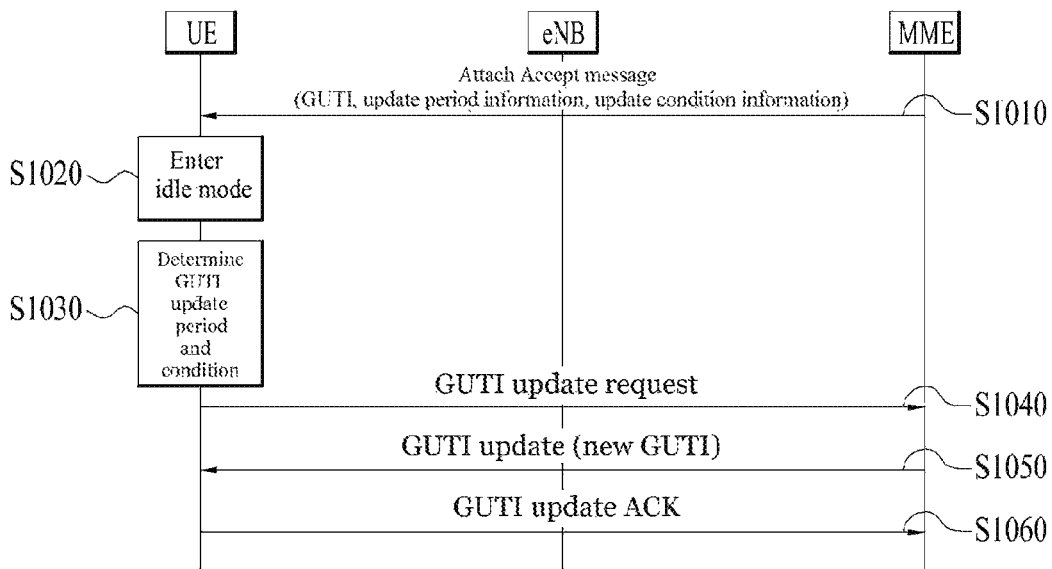 UE
eNB
MME
Attach Accept message
(GUTI, update period information, update condition information)
S1010
S1020
Enter
idle mode
S1030
Determine
GUTI
update
period
and
condition
GUTI update request
S1040
GUTI update (new GUTI)
S1050
GUTI update ACK
S1060